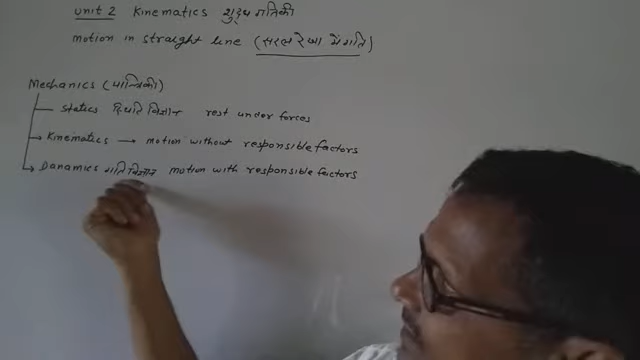 unit 2 Kinematics शुद्ध गतिकी
motion in straight line (सरल रेखा में गति)
Mechanics (यान्त्रिकी)
Statics स्थिति विज्ञान rest under forces
Kinematics → motion without responsible factors
Danamics गति विज्ञान motion with responsible factors